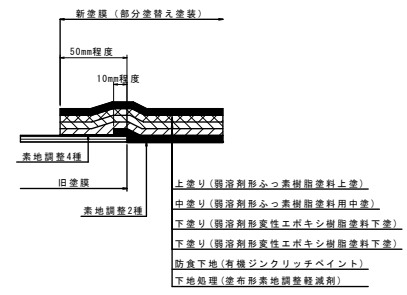 新塗膜(部分塗替え塗装)
50mm程度
10mm程度
素地調整4種
旧塗膜
素地調整2種
上塗り(弱溶剤形ふっ素樹脂塗料上塗)
中塗り(弱溶剤形ふっ素樹脂塗料用中塗)
下塗り(弱溶剤形変性エポキシ樹脂塗料下塗)
下塗り(弱溶剤形変性エポキシ樹脂塗料下塗)
防食下地(有機ジンクリッチペイント)
下地処理(塗布形素地調整軽減剤)